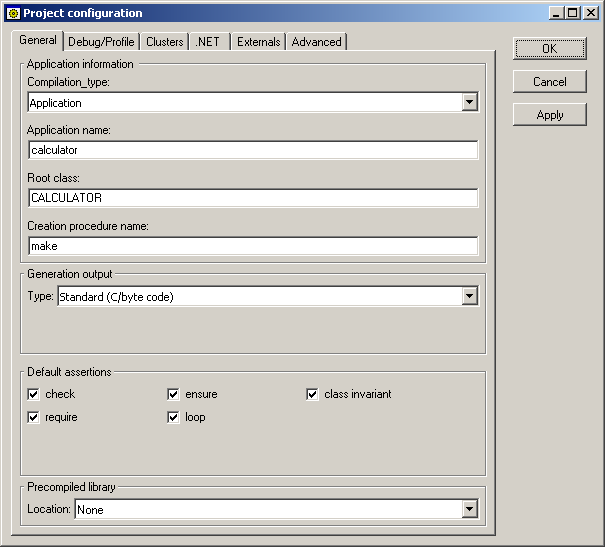 Project configuration
General Debug/Profile Clusters .NET Externals Advanced
OK
Cancel
Apply
Application information
Compilation_type:
Application
Application name:
calculator
Root class:
CALCULATOR
Creation procedure name:
make
Generation output
Type: Standard (C/byte code)
Default assertions
check ensure class invariant
require loop
Precompiled library
Location: None